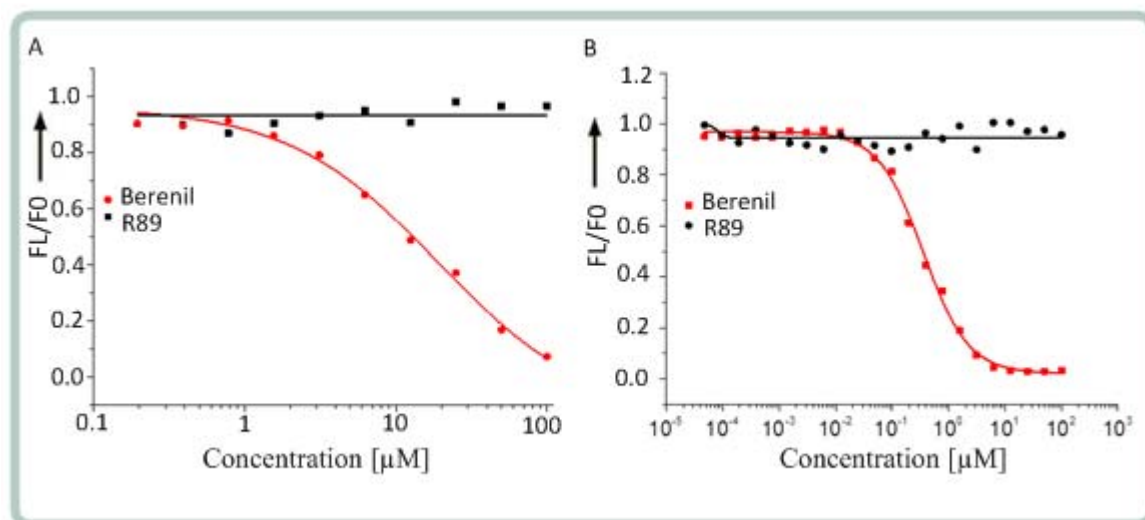 A
FL/F0
1.0
0.8
0.6
0.4
0.2
0.0
Berenil
R89
0.1
1
10
100
Concentration [µM]
B
FL/F0
1.2
1.0
0.8
0.6
0.4
0.2
0.0
Berenil
R89
10⁻⁵
10⁻⁴
10⁻³
10⁻²
10⁻¹
10⁰
10¹
10²
10³
Concentration [µM]